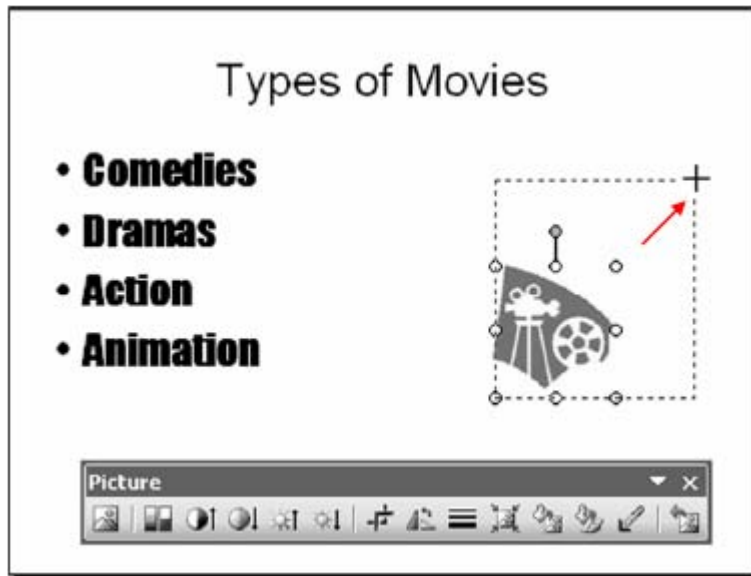 Types of Movies
• Comedies
• Dramas
• Action
• Animation
Picture